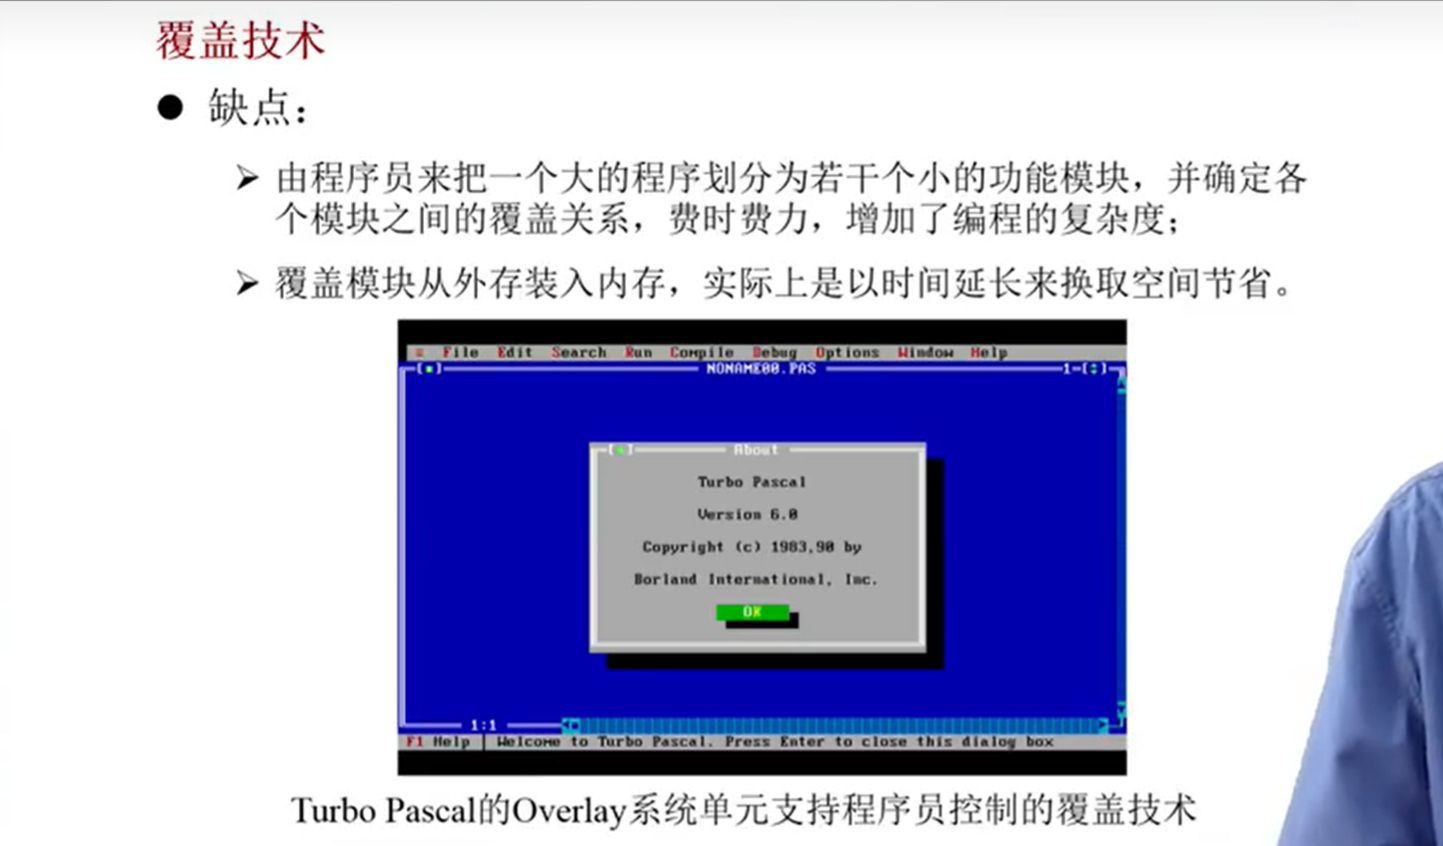 覆盖技术
● 缺点：
➢ 由程序员来把一个大的程序划分为若干个小的功能模块，并确定各
个模块之间的覆盖关系，费时费力，增加了编程的复杂度；
➢ 覆盖模块从外存装入内存，实际上是以时间延长来换取空间节省。
≡ File Edit Search Run Compile Debug Options Window Help
NONAME00.PAS 1
About
Turbo Pascal
Version 6.0
Copyright (c) 1983,90 by
Borland International, Inc.
OK
1:1
F1 Help │ Welcome to Turbo Pascal. Press Enter to close this dialog box
Turbo Pascal的Overlay系统单元支持程序员控制的覆盖技术